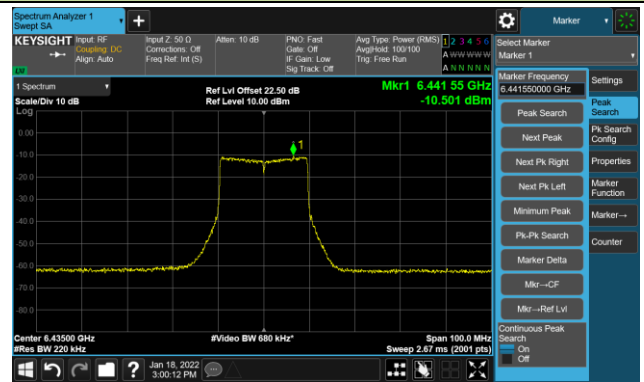 Spectrum Analyzer 1
Swept SA
Marker
KEYSIGHT
Input: RF
Coupling: DC
Align: Auto
Input Z: 50 Ω
Corrections: Off
Freq Ref: Int (S)
Atten: 10 dB
PNO: Fast
Gate: Off
IF Gain: Low
Sig Track: Off
Avg Type: Power (RMS)
Avg|Hold: 100/100
Trig: Free Run
1 2 3 4 5 6
A W W W W W
A N N N N N
Select Marker
Marker 1
1 Spectrum
Scale/Div 10 dB
Ref Lvl Offset 22.50 dB
Ref Level 10.00 dBm
Mkr1 6.441 55 GHz
-10.501 dBm
Log
0.00
-10.0
-20.0
-30.0
-40.0
-50.0
-60.0
-70.0
-80.0
1
Center 6.43500 GHz
#Res BW 220 kHz
#Video BW 680 kHz*
Span 100.0 MHz
Sweep 2.67 ms (2001 pts)
Marker Frequency
6.441550000 GHz
Peak Search
Next Peak
Next Pk Right
Next Pk Left
Minimum Peak
Pk-Pk Search
Marker Delta
Mkr→CF
Mkr→Ref Lvl
Continuous Peak
Search
On
Off
Settings
Peak
Search
Pk Search
Config
Properties
Marker
Function
Marker→
Counter
?
Jan 18, 2022
3:00:12 PM